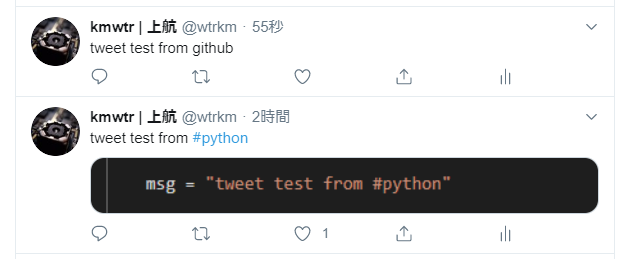 kmwtr | 上航 @wtrkm · 55秒
tweet test from github
kmwtr | 上航 @wtrkm · 2時間
tweet test from #python
msg = "tweet test from #python"
1